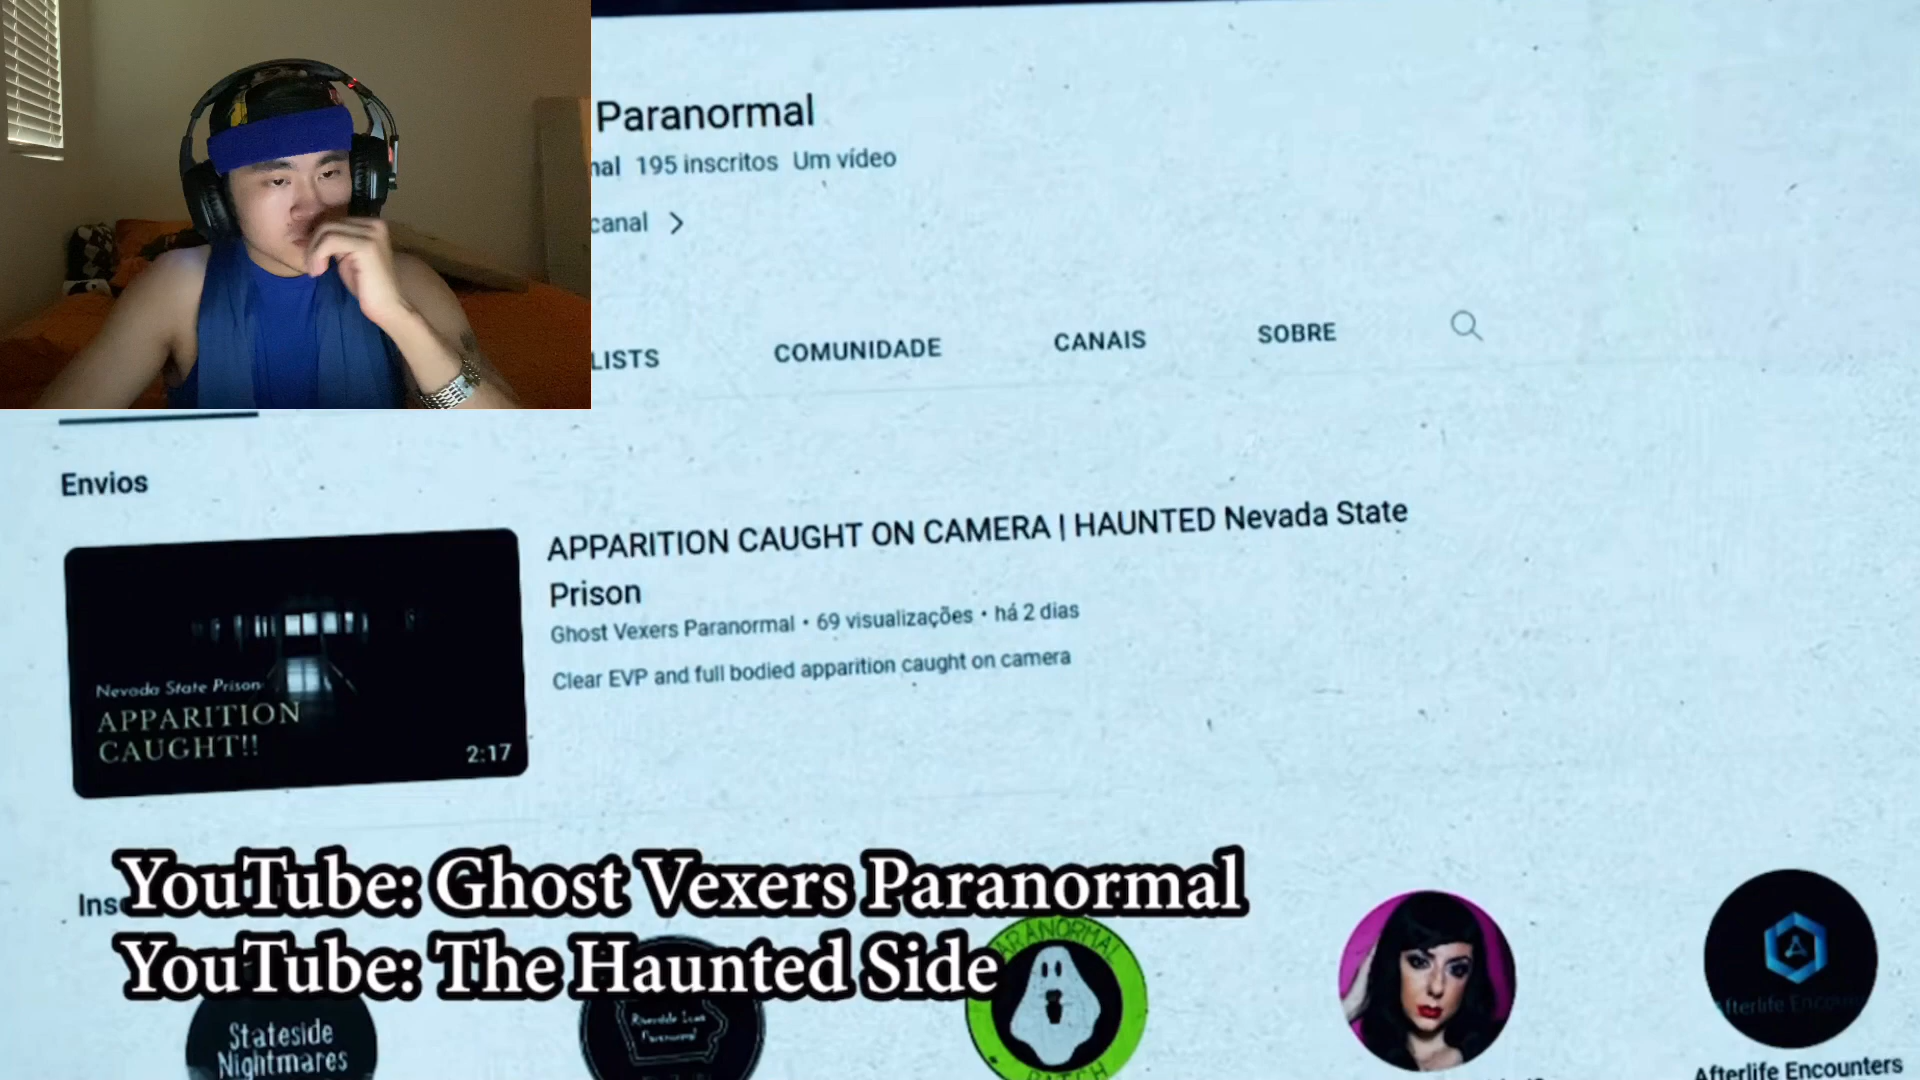 Paranormal
195 inscritos Um vídeo
canal
LISTS
COMUNIDADE
CANAIS
SOBRE
Envios
APPARITION CAUGHT ON CAMERA | HAUNTED Nevada State
Prison
Ghost Vexers Paranormal • 69 visualizações • há 2 dias
Clear EVP and full bodied apparition caught on camera
Nevada State Prison
APPARITION
CAUGHT!!
2:17
YouTube: Ghost Vexers Paranormal
YouTube: The Haunted Side
Stateside
Nightmares
PARANORMAL
PATCH
Afterlife Encounters